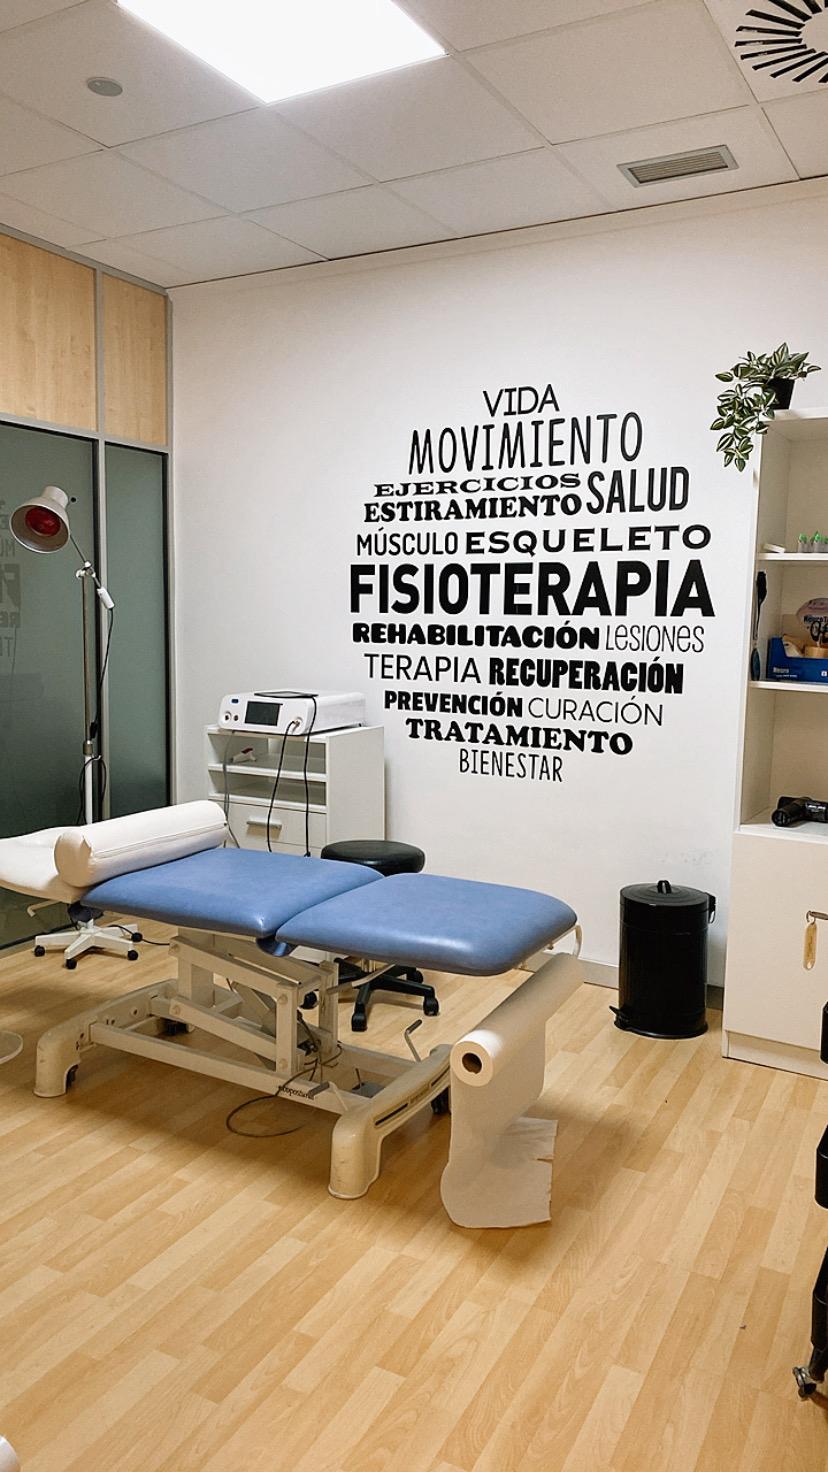 VIDA
MOVIMIENTO
EJERCICIOS
ESTIRAMIENTO SALUD
MÚSCULO ESQUELETO
FISIOTERAPIA
REHABILITACIÓN LESIONES
TERAPIA RECUPERACIÓN
PREVENCIÓN CURACIÓN
TRATAMIENTO
BIENESTAR